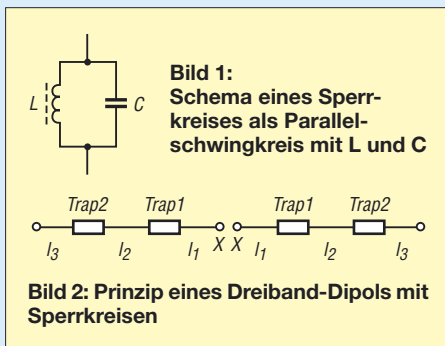 Bild 1:
Schema eines Sperr-
kreises als Parallel-
schwingkreis mit L und C
L
C
Trap2 Trap1 Trap1 Trap2
l3 l2 l1 X X l1 l2 l3
Bild 2: Prinzip eines Dreiband-Dipols mit
Sperrkreisen